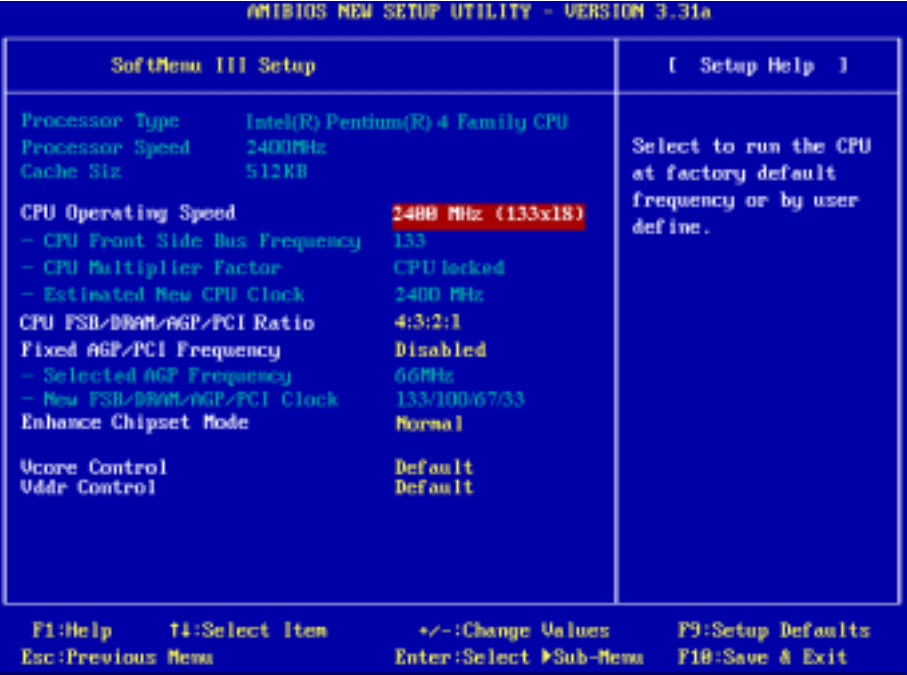 AMIBIOS NEW SETUP UTILITY - VERSION 3.31a
SoftMenu III Setup
[ Setup Help ]
Processor Type Intel(R) Pentium(R) 4 Family CPU
Processor Speed 2400MHz
Cache Siz 512KB
CPU Operating Speed 2400 MHz (133x18)
- CPU Front Side Bus Frequency 133
- CPU Multiplier Factor CPU locked
- Estimated New CPU Clock 2400 MHz
CPU FSB/DRAM/AGP/PCI Ratio 4:3:2:1
Fixed AGP/PCI Frequency Disabled
- Selected AGP Frequency 66MHz
- New FSB/DRAM/AGP/PCI Clock 133/100/67/33
Enhance Chipset Mode Normal
Vcore Control Default
Vddr Control Default
Select to run the CPU
at factory default
frequency or by user
define.
F1:Help ↑↓:Select Item +/-:Change Values F9:Setup Defaults
Esc:Previous Menu Enter:Select ▶Sub-Menu F10:Save & Exit